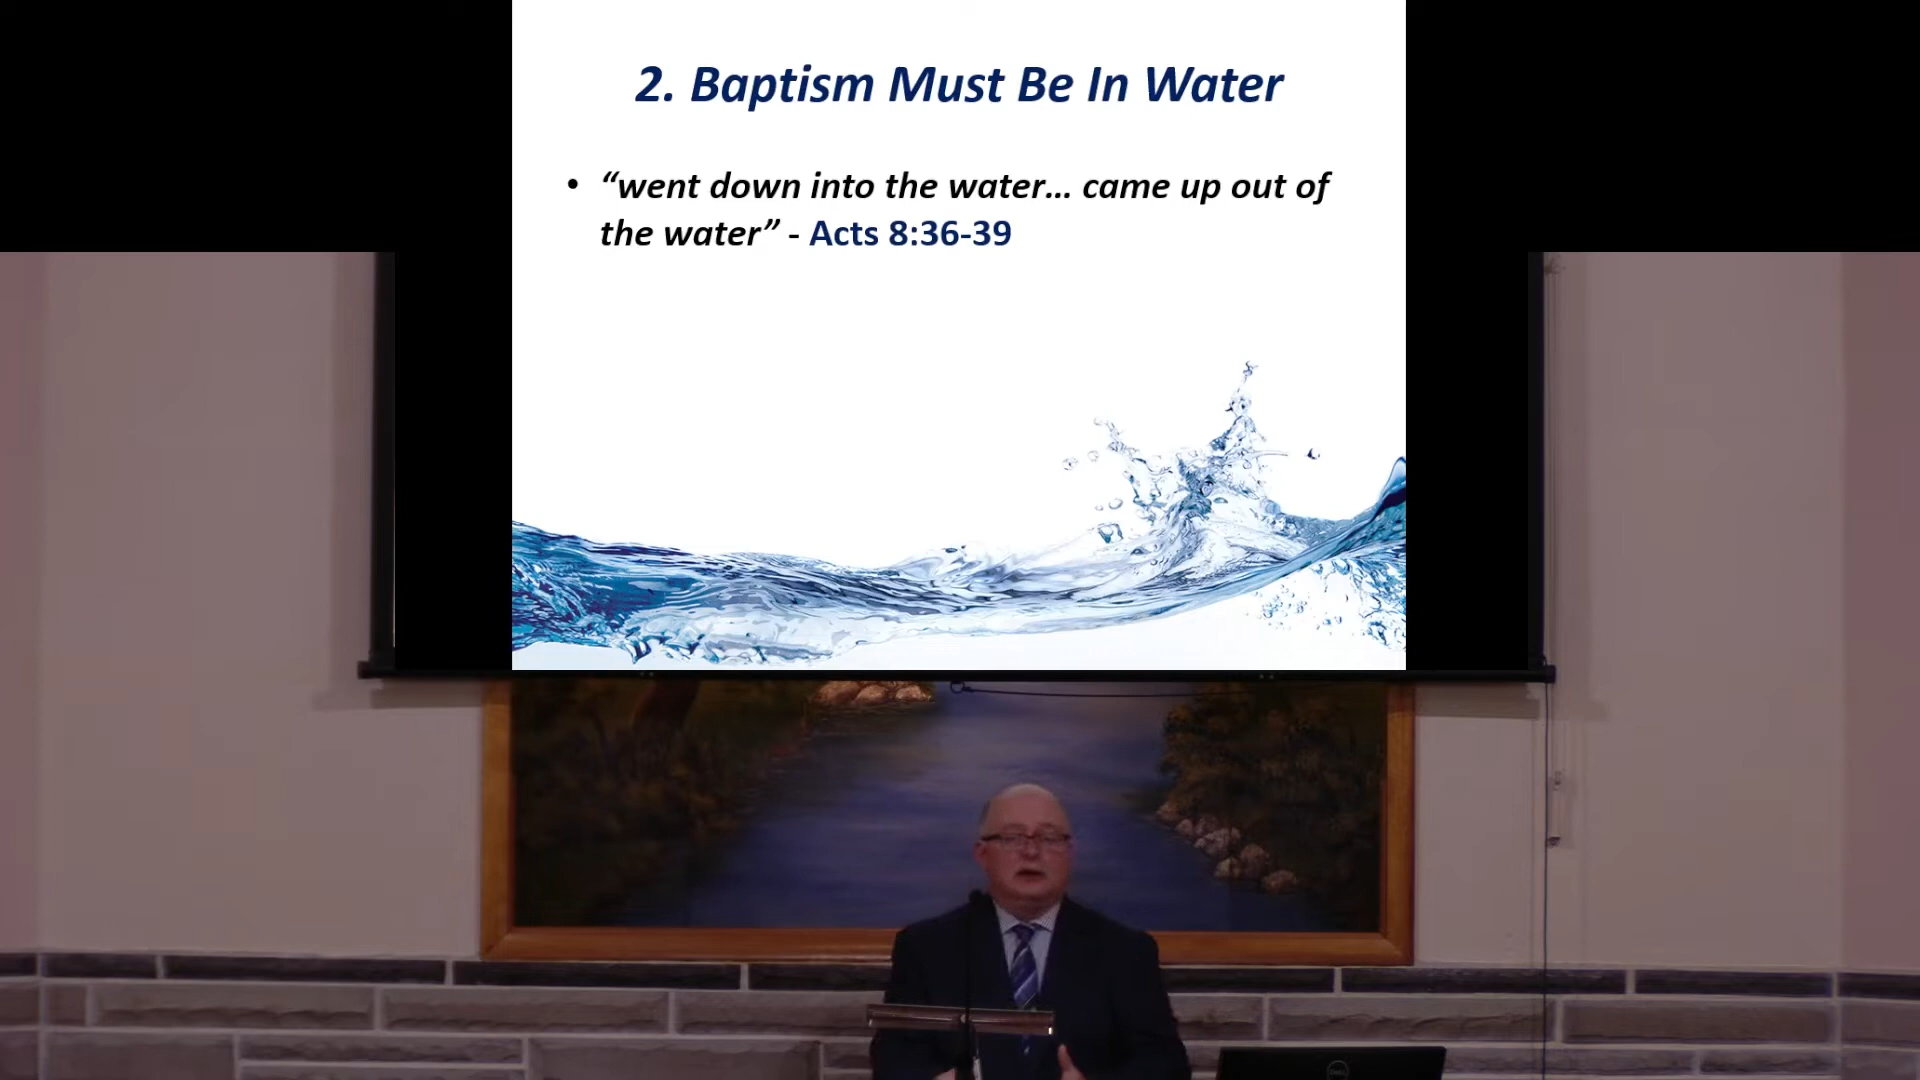 2. Baptism Must Be In Water
• “went down into the water... came up out of
the water” - Acts 8:36-39
DELL